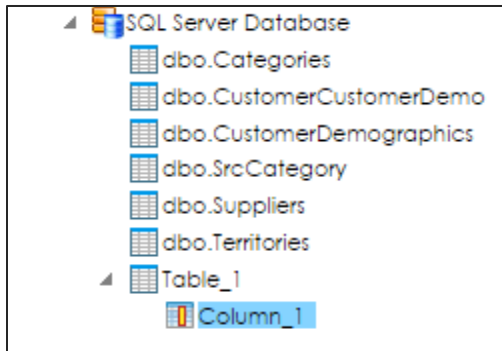 SQL Server Database
dbo.Categories
dbo.CustomerCustomerDemo
dbo.CustomerDemographics
dbo.SrcCategory
dbo.Suppliers
dbo.Territories
Table_1
Column_1